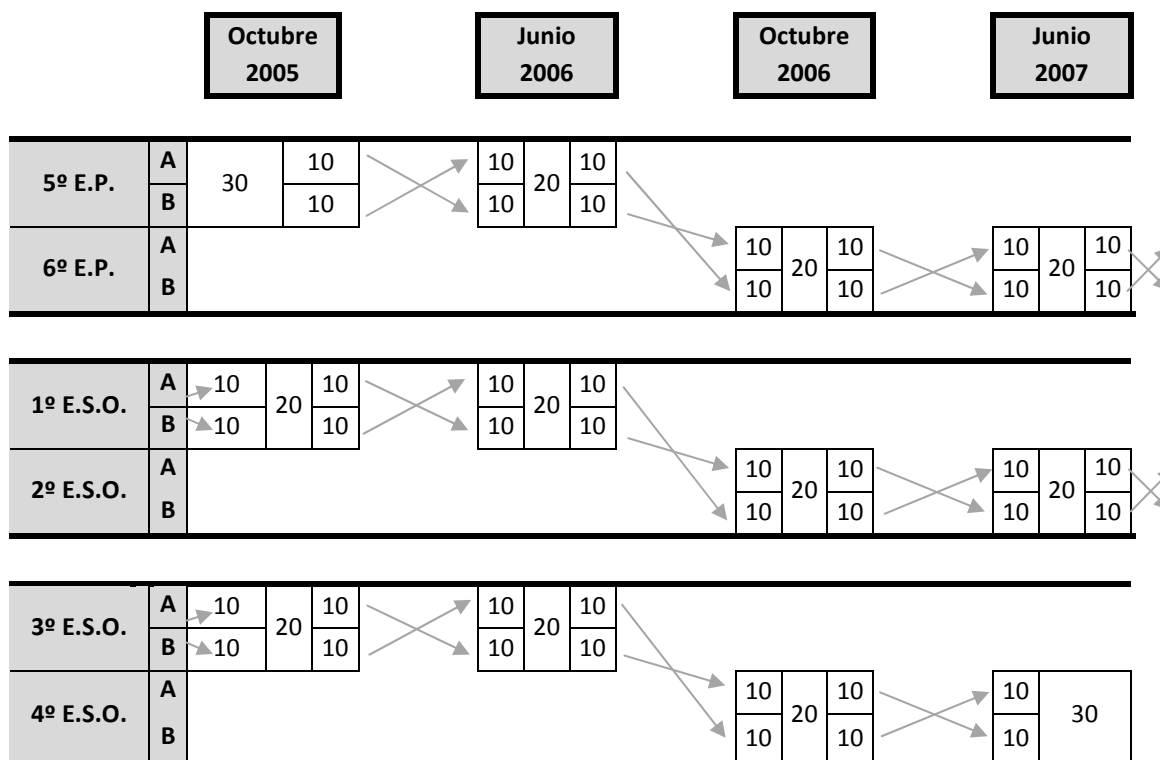 Octubre Junio Octubre Junio
2005 2006 2006 2007
5º E.P. A 30 10 10 20 10
B 10 10 10
6º E.P. A 10 20 10 10 20 10
B 10 10 10 10
1º E.S.O. A 10 20 10 10 20 10
B 10 10 10 10
2º E.S.O. A 10 20 10 10 20 10
B 10 10 10 10
3º E.S.O. A 10 20 10 10 20 10
B 10 10 10 10
4º E.S.O. A 10 20 10 10 30
B 10 10 10